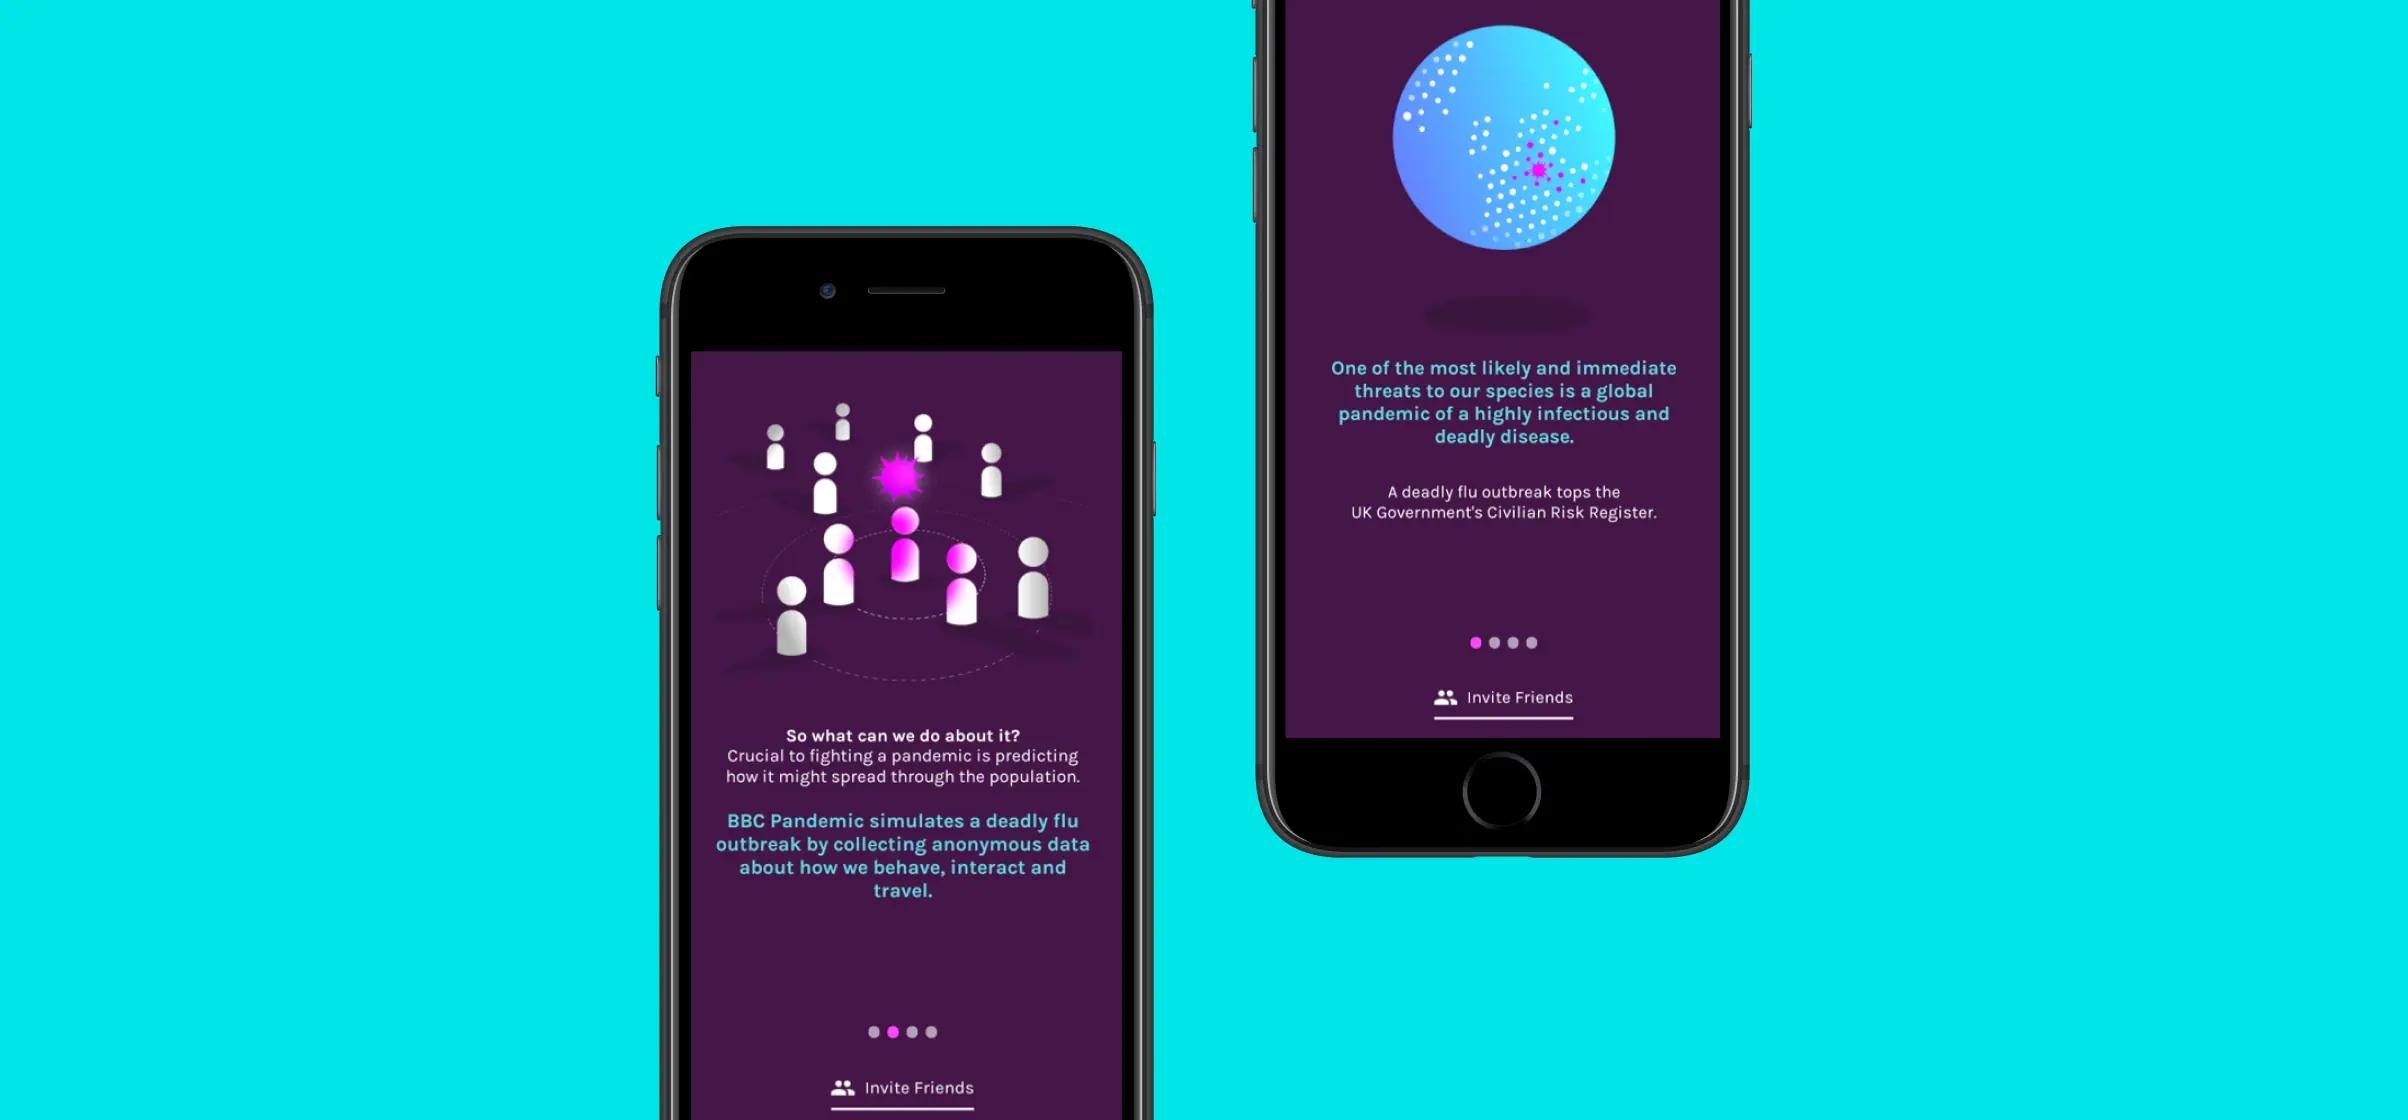 So what can we do about it?
Crucial to fighting a pandemic is predicting
how it might spread through the population.
BBC Pandemic simulates a deadly flu
outbreak by collecting anonymous data
about how we behave, interact and
travel.
Invite Friends
One of the most likely and immediate
threats to our species is a global
pandemic of a highly infectious and
deadly disease.
A deadly flu outbreak tops the
UK Government's Civilian Risk Register.
Invite Friends